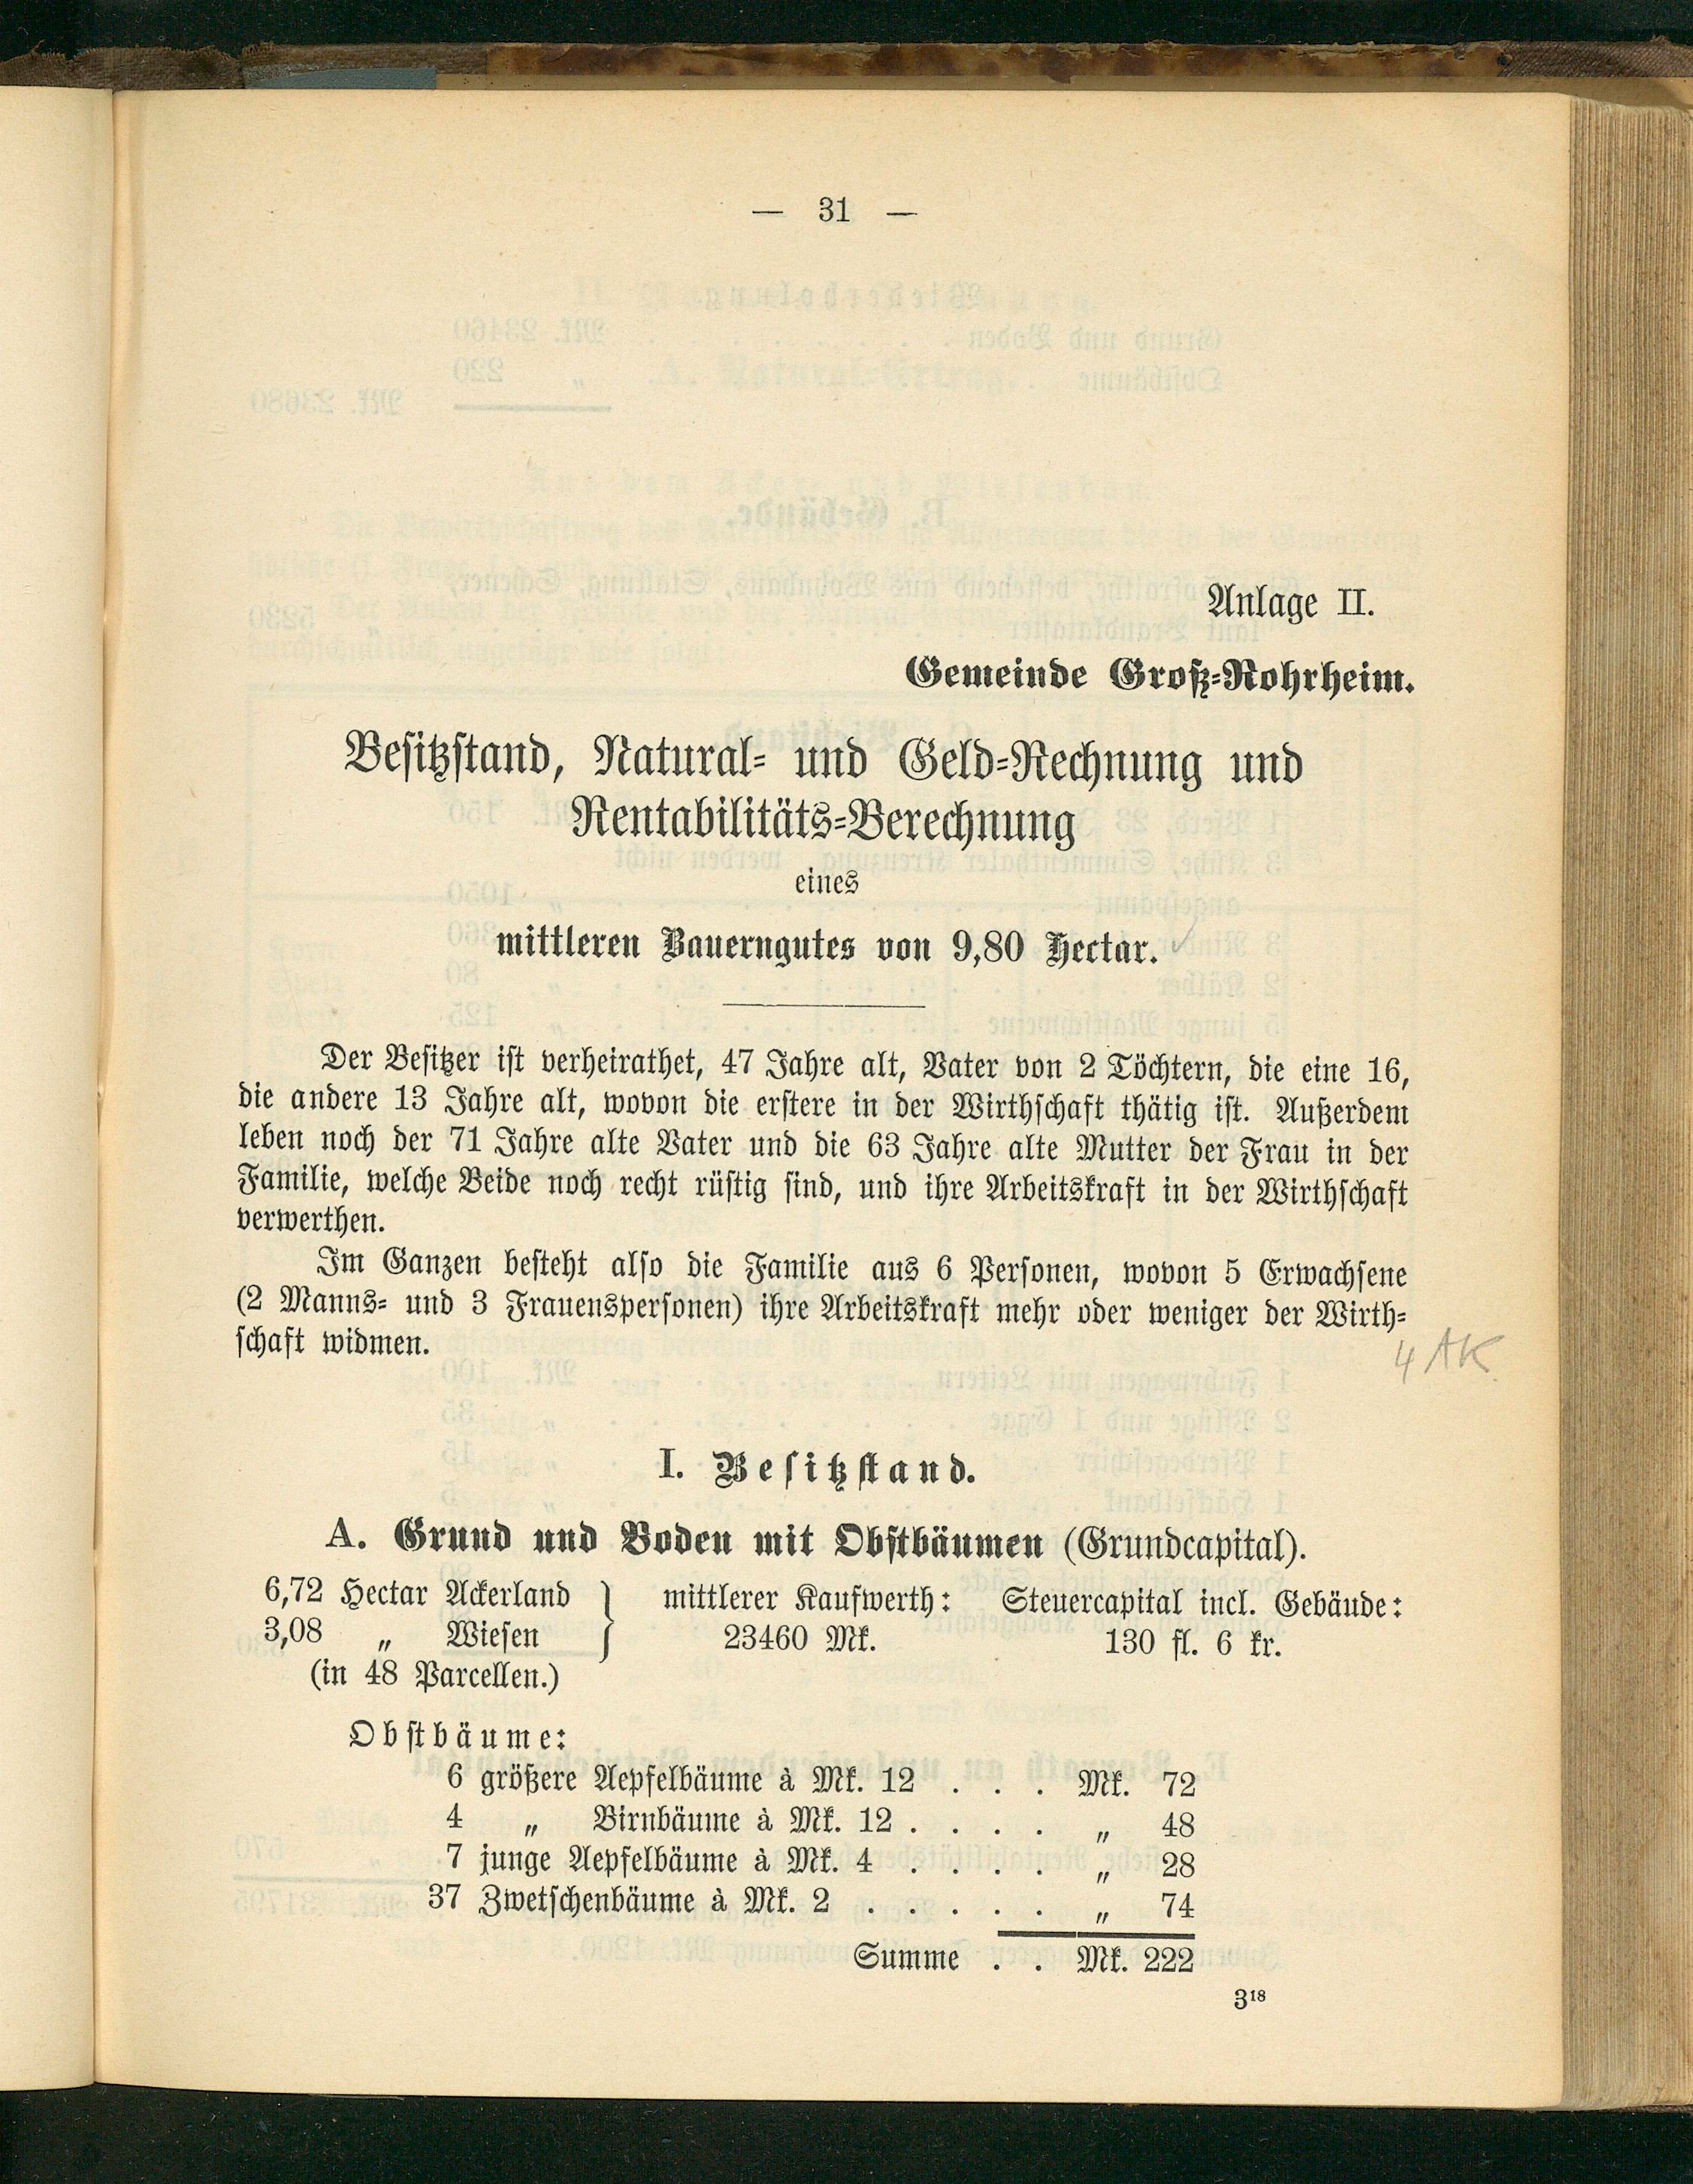 — 31 —
Anlage II.
Gemeinde Groß-Rohrheim.
Besitzstand, Natural- und Geld-Rechnung und
Rentabilitäts-Berechnung
eines
mittleren Bauerngutes von 9,80 Hectar.
Der Besitzer ist verheirathet, 47 Jahre alt, Vater von 2 Töchtern, die eine 16,
die andere 13 Jahre alt, wovon die erstere in der Wirthschaft thätig ist. Außerdem
leben noch der 71 Jahre alte Vater und die 63 Jahre alte Mutter der Frau in der
Familie, welche Beide noch recht rüstig sind, und ihre Arbeitskraft in der Wirthschaft
verwerthen.
Im Ganzen besteht also die Familie aus 6 Personen, wovon 5 Erwachsene
(2 Manns- und 3 Frauenspersonen) ihre Arbeitskraft mehr oder weniger der Wirth-
schaft widmen.
4 AK
I. Besitzstand.
A. Grund und Boden mit Obstbäumen (Grundcapital).
6,72 Hectar Ackerland } mittlerer Kaufwerth: Steuercapital incl. Gebäude:
3,08 „ Wiesen 23460 Mk. 130 fl. 6 kr.
(in 48 Parcellen.)
Obstbäume:
6 größere Aepfelbäume à Mk. 12 . . . Mk. 72
4 „ Birnbäume à Mk. 12 . . . . „ 48
7 junge Aepfelbäume à Mk. 4 . . . . „ 28
37 Zwetschenbäume à Mk. 2 . . . . . „ 74
Summe . . Mk. 222
3¹⁸